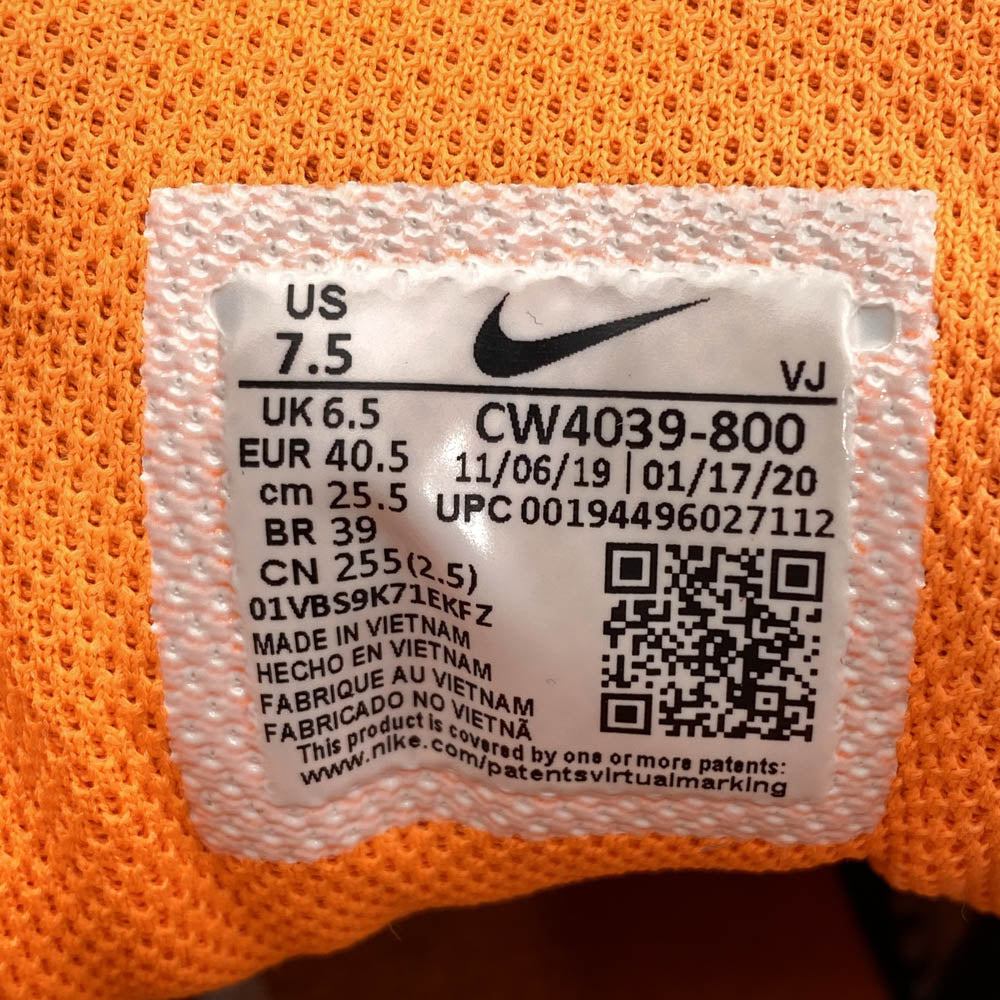 US
7.5
VJ
UK 6.5
EUR 40.5
cm 25.5
BR 39
CN 255(2.5)
CW4039-800
11/06/19 | 01/17/20
UPC 00194496027112
01VBS9K71EKFZ
MADE IN VIETNAM
HECHO EN VIETNAM
FABRIQUE AU VIETNAM
FABRICADO NO VIETNÃ
This product is covered by one or more patents:
www.nike.com/patentsvirtualmarking